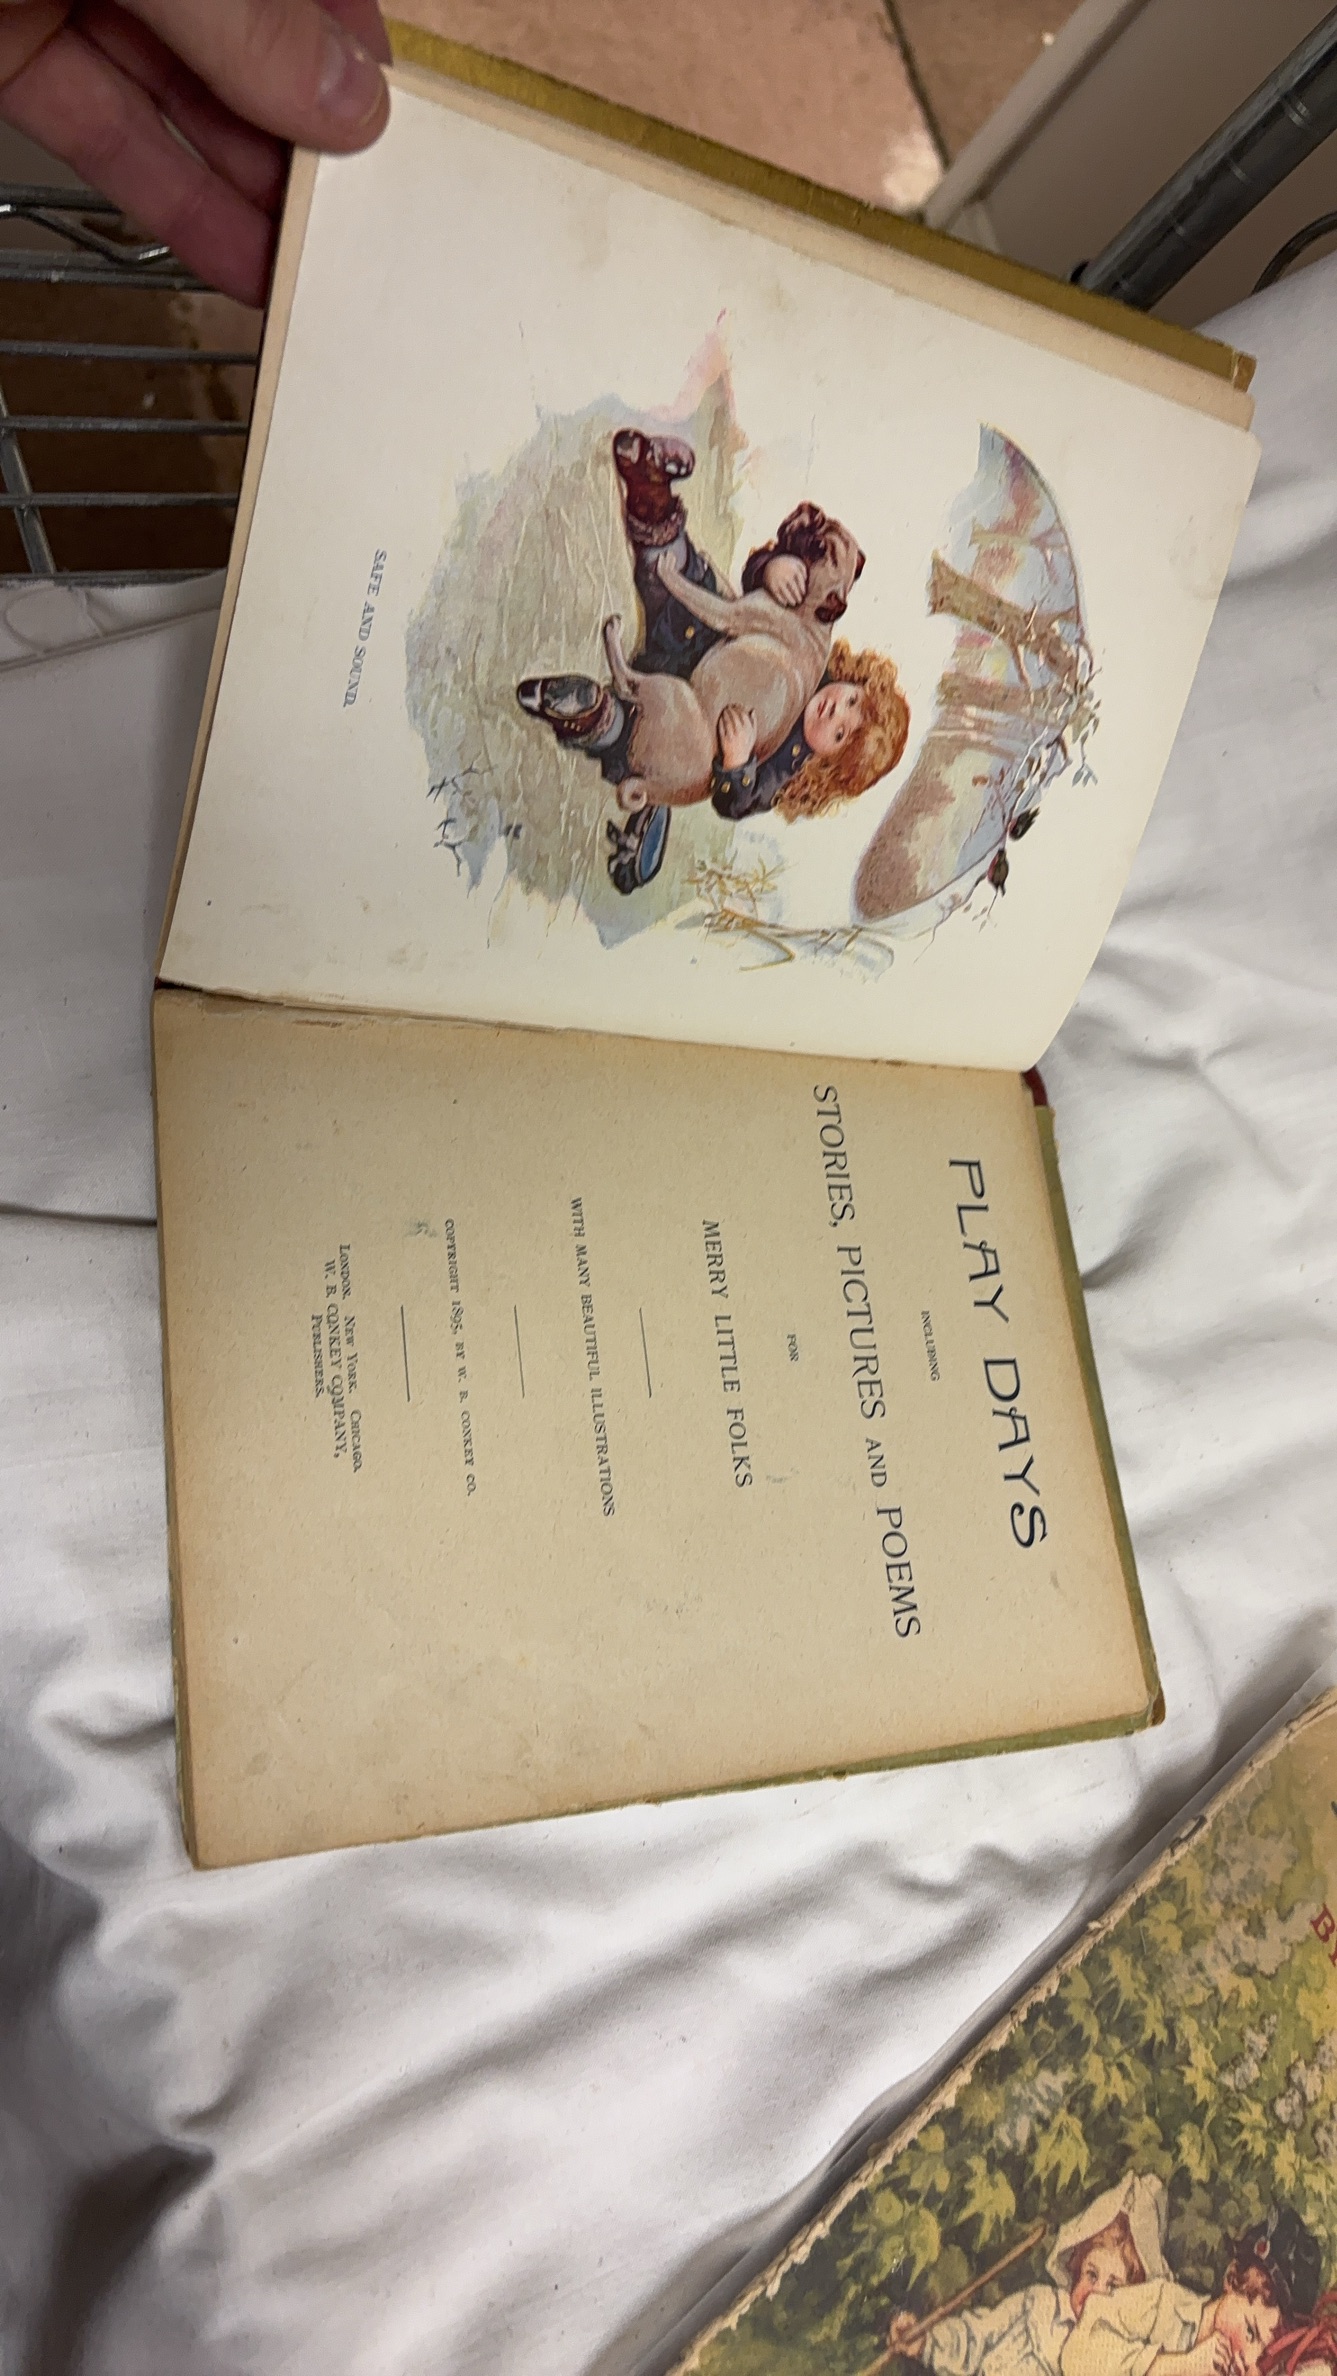 SAFE AND SOUND.
PLAY DAYS
INCLUDING
STORIES, PICTURES AND POEMS
FOR
MERRY LITTLE FOLKS
WITH MANY BEAUTIFUL ILLUSTRATIONS
COPYRIGHT 1895, BY W. B. CONKEY CO.
LONDON. NEW YORK. CHICAGO.
W. B. CONKEY COMPANY,
PUBLISHERS.